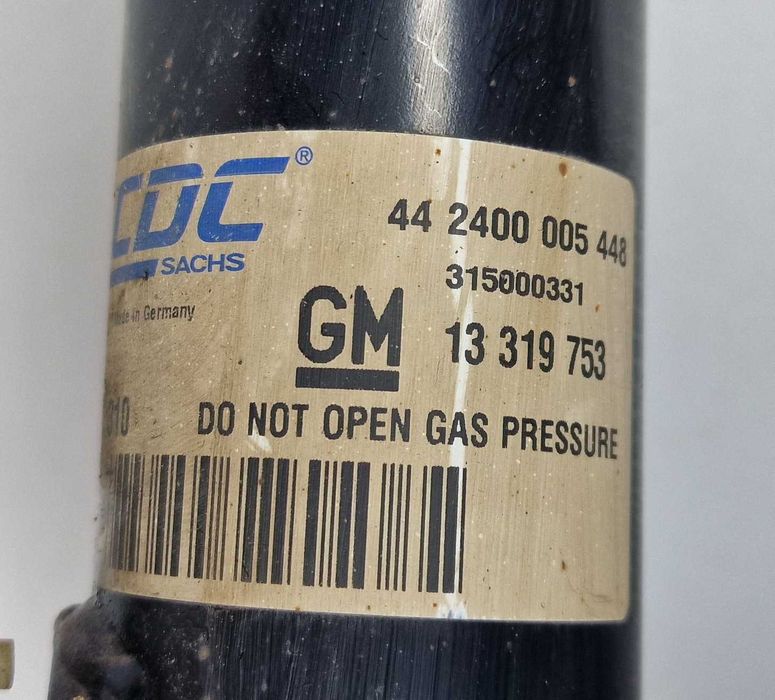 CDC®
SACHS
Made in Germany
44 2400 005 448
315000331
GM
13 319 753
DO NOT OPEN GAS PRESSURE